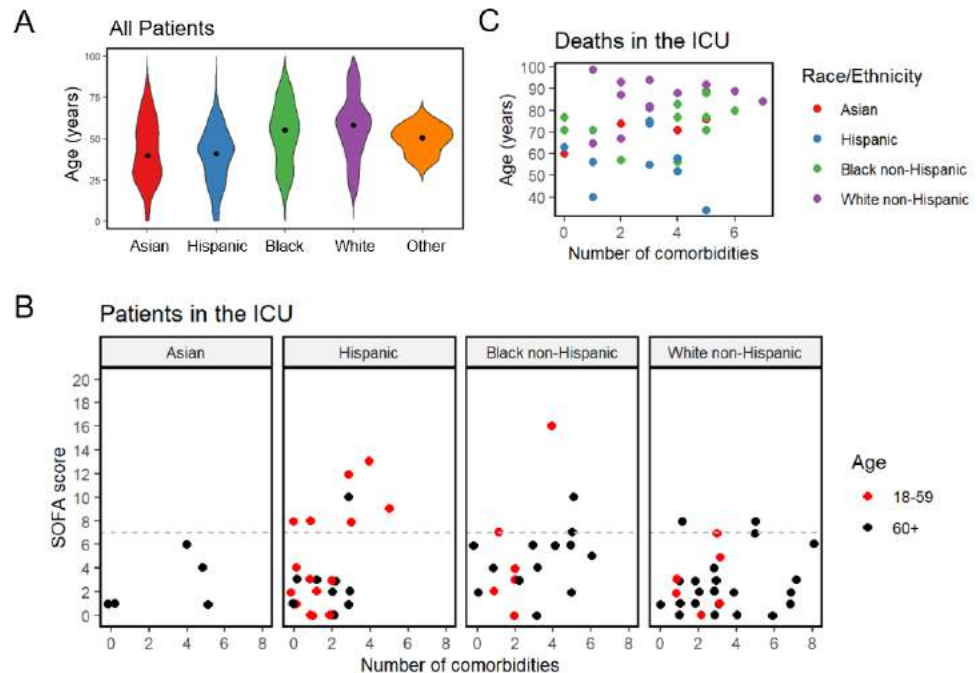 A
All Patients
Age (years)
100
75
50
25
0
Asian Hispanic Black White Other
C
Deaths in the ICU
Age (years)
100
90
80
70
60
50
40
0 2 4 6
Number of comorbidities
Race/Ethnicity
Asian
Hispanic
Black non-Hispanic
White non-Hispanic
B
Patients in the ICU
Asian Hispanic Black non-Hispanic White non-Hispanic
SOFA score
20
18
16
14
12
10
8
6
4
2
0
0 2 4 6 8 0 2 4 6 8 0 2 4 6 8 0 2 4 6 8
Number of comorbidities
Age
18-59
60+